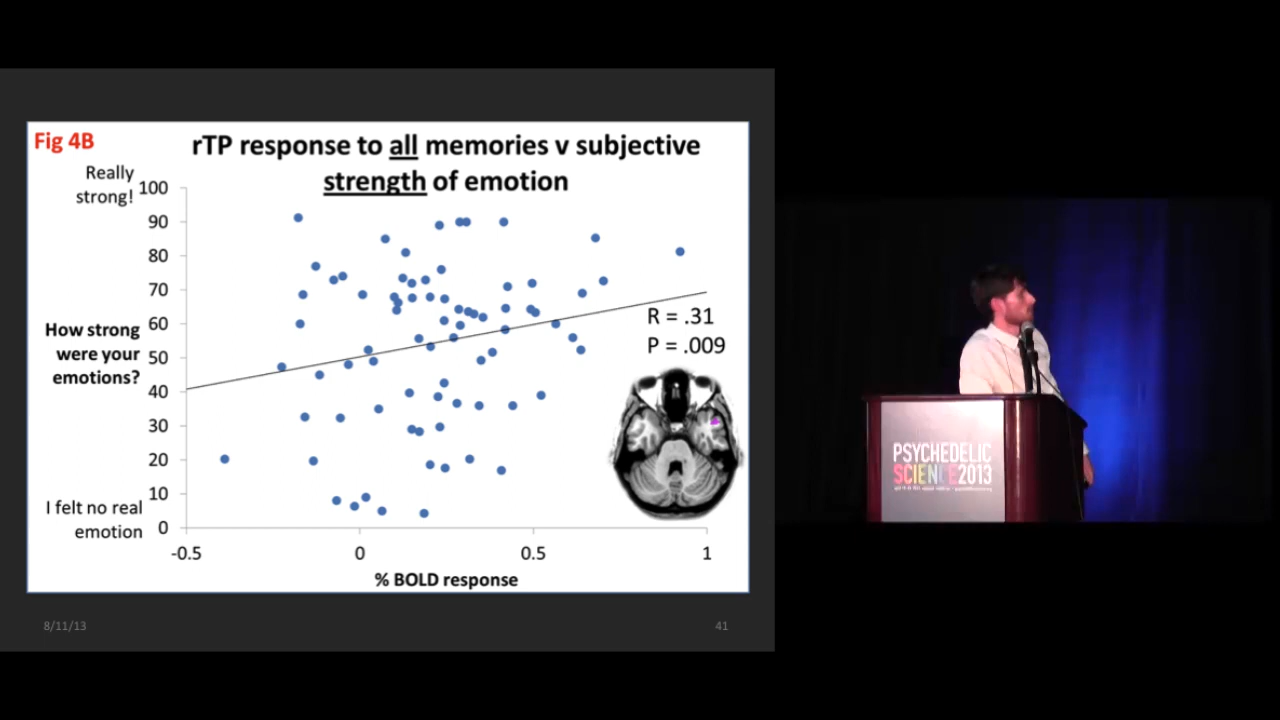 Fig 4B
rTP response to all memories v subjective
strength of emotion
Really
strong!
100
90
80
70
60
50
40
30
20
10
0
How strong
were your
emotions?
I felt no real
emotion
R = .31
P = .009
-0.5
0
0.5
1
% BOLD response
8/11/13
41
PSYCHEDELIC
SCIENCE2013